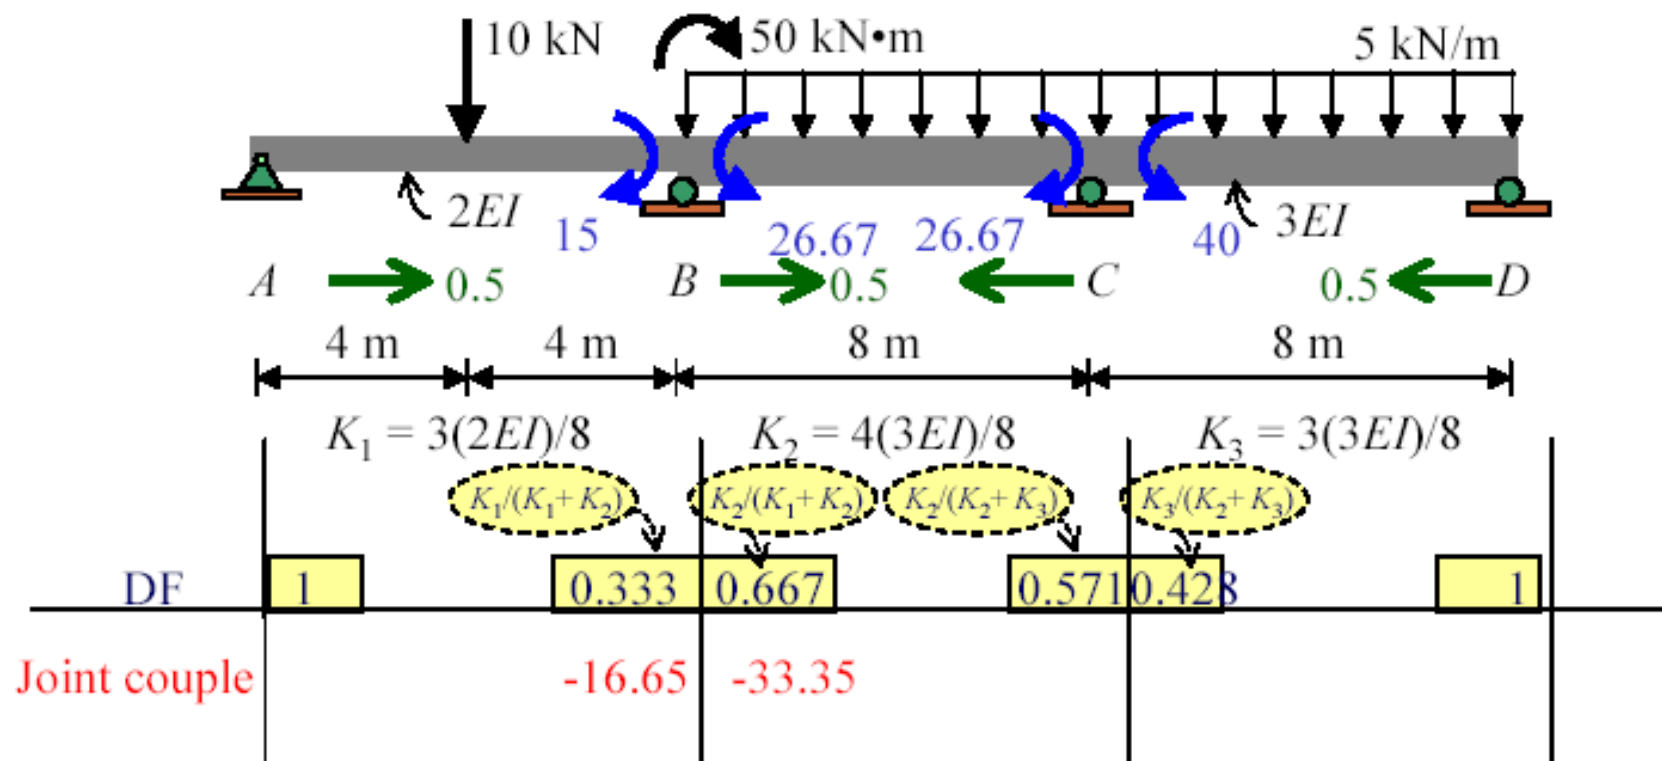 10 kN 50 kN•m 5 kN/m
2EI 3EI
15 26.67 26.67 40
A 0.5 B 0.5 C 0.5 D
4 m 4 m 8 m 8 m
K₁ = 3(2EI)/8 K₂ = 4(3EI)/8 K₃ = 3(3EI)/8
K₁/(K₁+ K₂) K₂/(K₁+ K₂) K₂/(K₂+ K₃) K₃/(K₂+ K₃)
DF 1 0.333 0.667 0.571 0.428 1
Joint couple -16.65 -33.35